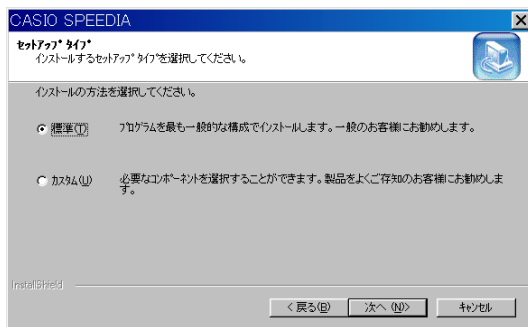 CASIO SPEEDIA
ｾｯﾄｱｯﾌﾟ ﾀｲﾌﾟ
ｲﾝｽﾄｰﾙするｾｯﾄｱｯﾌﾟ ﾀｲﾌﾟを選択してください。
ｲﾝｽﾄｰﾙの方法を選択してください。
標準(T)
ﾌﾟﾛｸﾞﾗﾑを最も一般的な構成でｲﾝｽﾄｰﾙします。一般のお客様にお勧めします。
ｶｽﾀﾑ(U)
必要なｺﾝﾎﾟｰﾈﾝﾄを選択することができます。製品をよくご存知のお客様にお勧めしま
す。
InstallShield
< 戻る(B)
次へ (N)>
ｷｬﾝｾﾙ